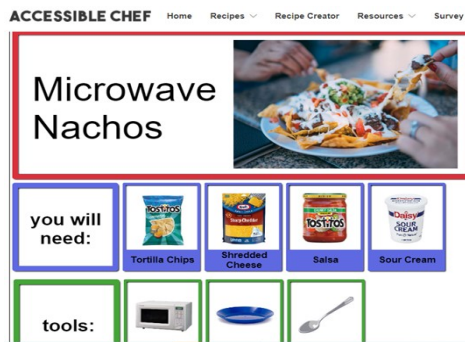 ACCESSIBLE CHEF Home Recipes Recipe Creator Resources Survey
Microwave
Nachos
you will
need:
TOSTITOS
Kraft
TOSTITOS
Daisy
SOUR
CREAM
Tortilla Chips
Shredded
Cheese
Salsa
Sour Cream
tools: